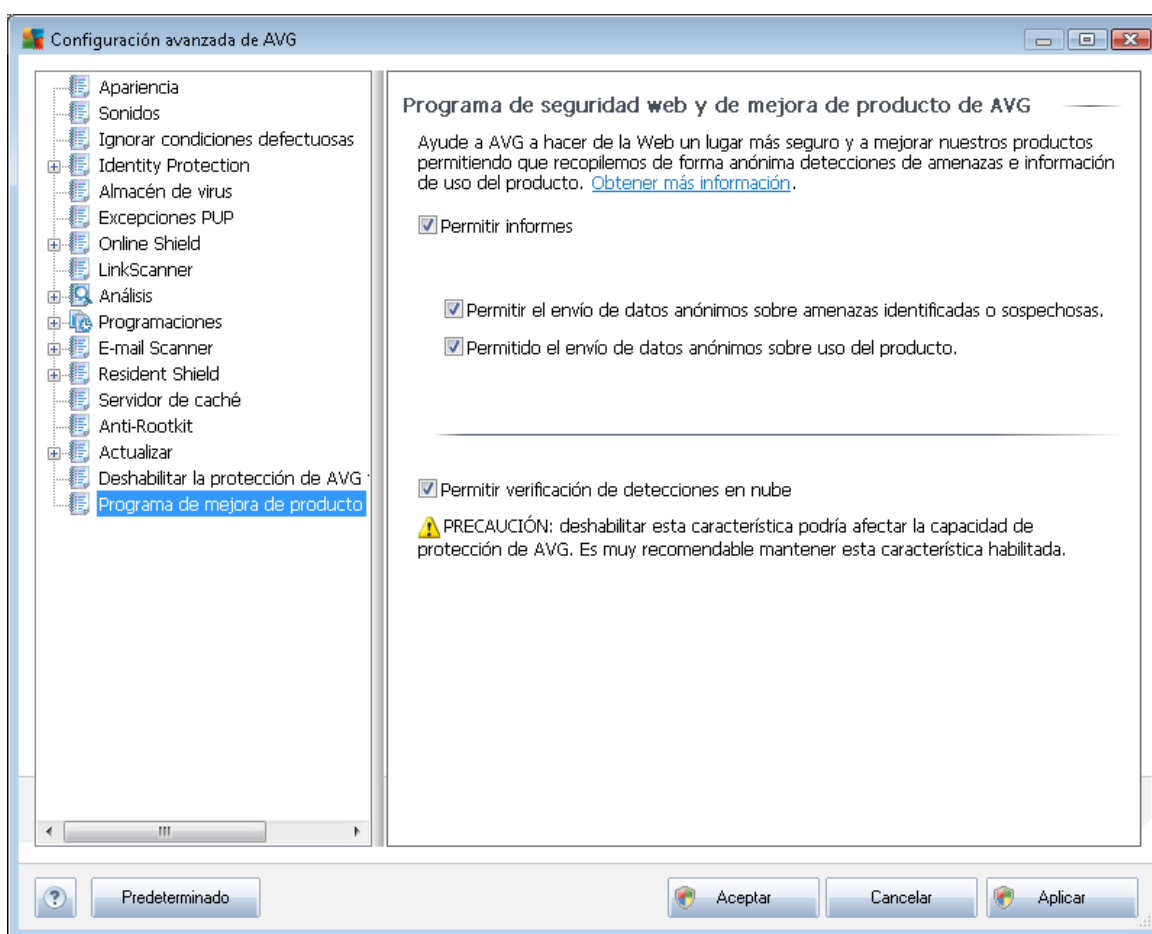 Configuración avanzada de AVG
Apariencia
Sonidos
Ignorar condiciones defectuosas
Identity Protection
Almacén de virus
Excepciones PUP
Online Shield
LinkScanner
Análisis
Programaciones
E-mail Scanner
Resident Shield
Servidor de caché
Anti-Rootkit
Actualizar
Deshabilitar la protección de AVG
Programa de mejora de producto
Programa de seguridad web y de mejora de producto de AVG
Ayude a AVG a hacer de la Web un lugar más seguro y a mejorar nuestros productos
permitiendo que recopilemos de forma anónima detecciones de amenazas e información
de uso del producto. Obtener más información.
Permitir informes
Permitir el envío de datos anónimos sobre amenazas identificadas o sospechosas.
Permitido el envío de datos anónimos sobre uso del producto.
Permitir verificación de detecciones en nube
PRECAUCIÓN: deshabilitar esta característica podría afectar la capacidad de
protección de AVG. Es muy recomendable mantener esta característica habilitada.
? Predeterminado Aceptar Cancelar Aplicar